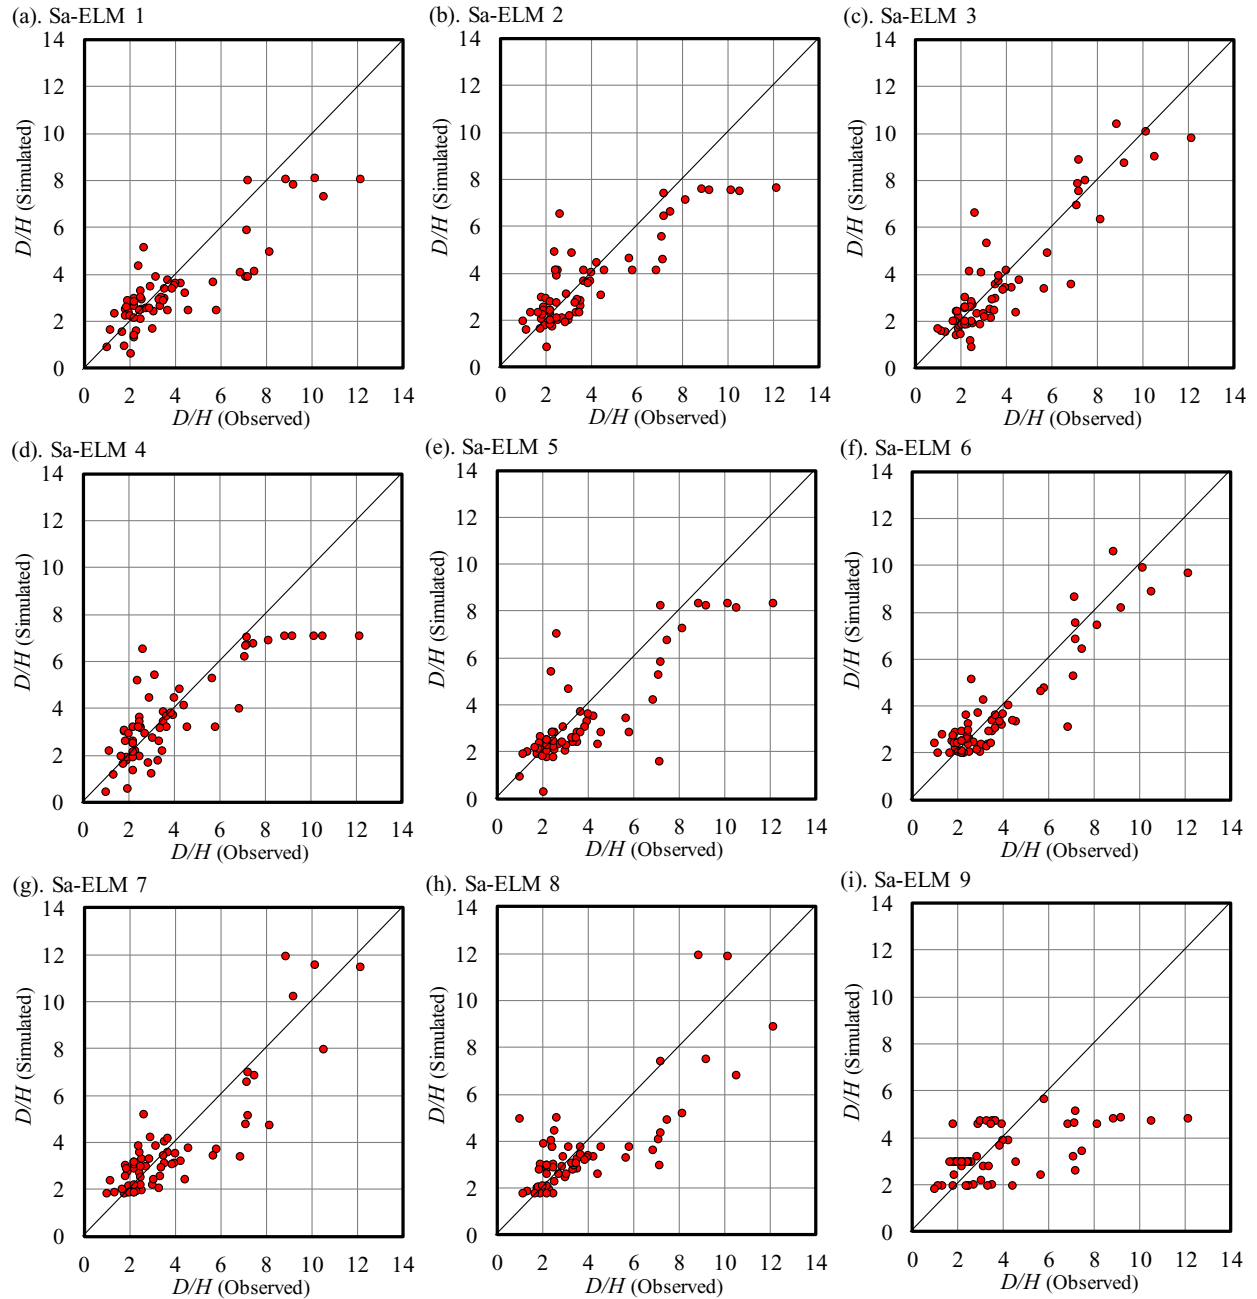 (a). Sa-ELM 1
14
12
10
8
6
4
2
0
D/H (Simulated)
0 2 4 6 8 10 12 14
D/H (Observed)
(b). Sa-ELM 2
14
12
10
8
6
4
2
0
D/H (Simulated)
0 2 4 6 8 10 12 14
D/H (Observed)
(c). Sa-ELM 3
14
12
10
8
6
4
2
0
D/H (Simulated)
0 2 4 6 8 10 12 14
D/H (Observed)
(d). Sa-ELM 4
14
12
10
8
6
4
2
0
D/H (Simulated)
0 2 4 6 8 10 12 14
D/H (Observed)
(e). Sa-ELM 5
14
12
10
8
6
4
2
0
D/H (Simulated)
0 2 4 6 8 10 12 14
D/H (Observed)
(f). Sa-ELM 6
14
12
10
8
6
4
2
0
D/H (Simulated)
0 2 4 6 8 10 12 14
D/H (Observed)
(g). Sa-ELM 7
14
12
10
8
6
4
2
0
D/H (Simulated)
0 2 4 6 8 10 12 14
D/H (Observed)
(h). Sa-ELM 8
14
12
10
8
6
4
2
0
D/H (Simulated)
0 2 4 6 8 10 12 14
D/H (Observed)
(i). Sa-ELM 9
14
12
10
8
6
4
2
0
D/H (Simulated)
0 2 4 6 8 10 12 14
D/H (Observed)